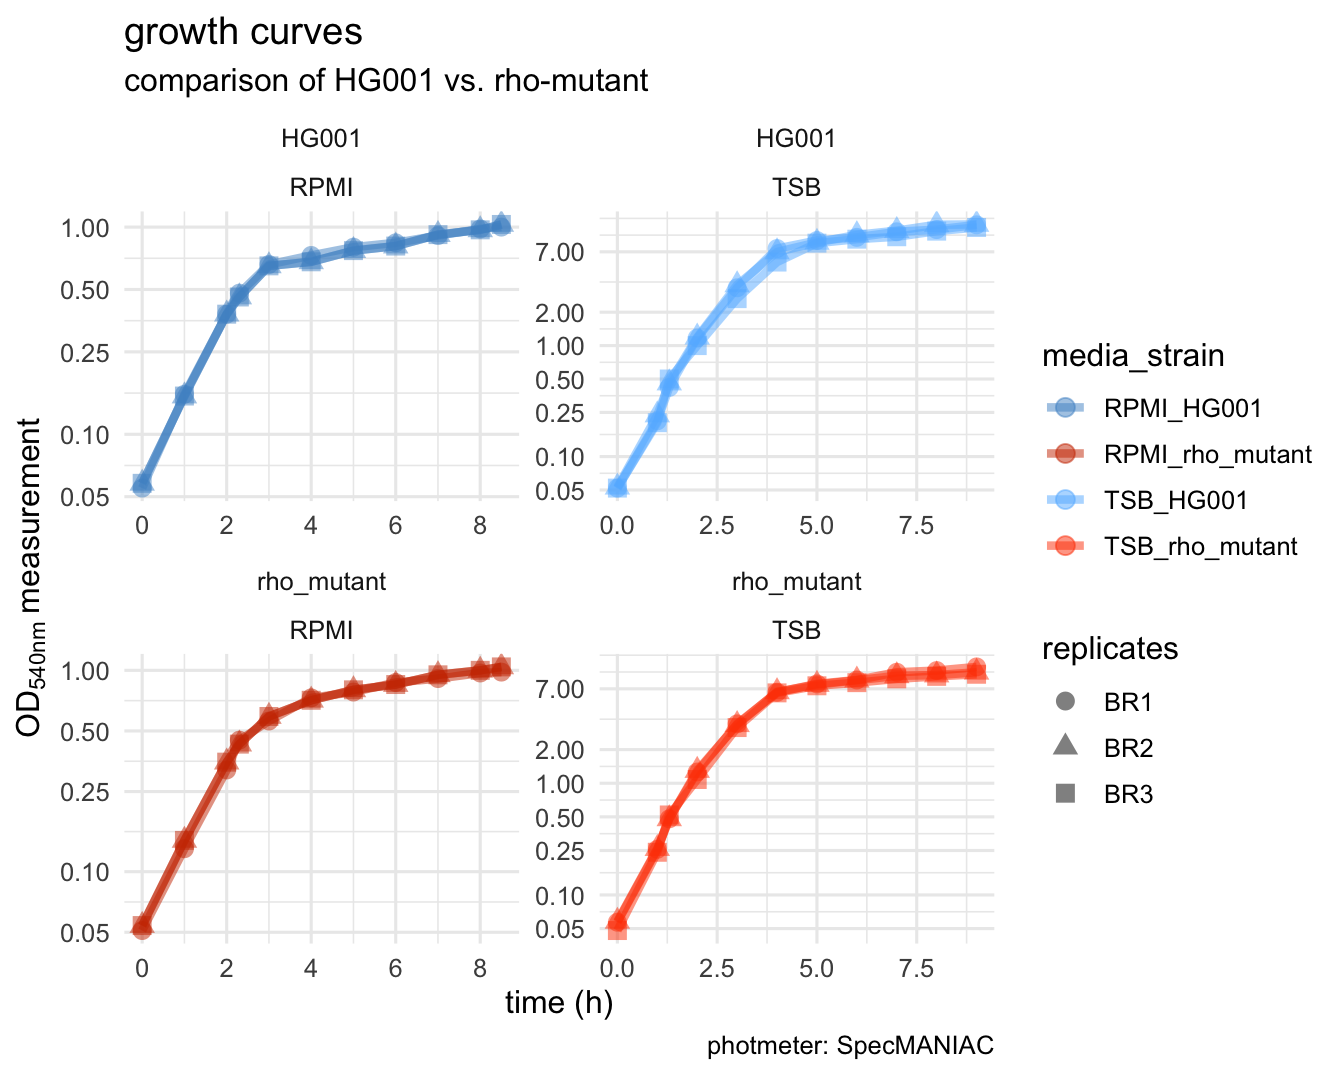 growth curves
comparison of HG001 vs. rho-mutant
HG001
RPMI
1.00
0.50
0.25
0.10
0.05
0 2 4 6 8
HG001
TSB
7.00
2.00
1.00
0.50
0.25
0.10
0.05
0.0 2.5 5.0 7.5
rho_mutant
RPMI
1.00
0.50
0.25
0.10
0.05
0 2 4 6 8
rho_mutant
TSB
7.00
2.00
1.00
0.50
0.25
0.10
0.05
0.0 2.5 5.0 7.5
OD540nm measurement
time (h)
photmeter: SpecMANIAC
media_strain
RPMI_HG001
RPMI_rho_mutant
TSB_HG001
TSB_rho_mutant
replicates
BR1
BR2
BR3